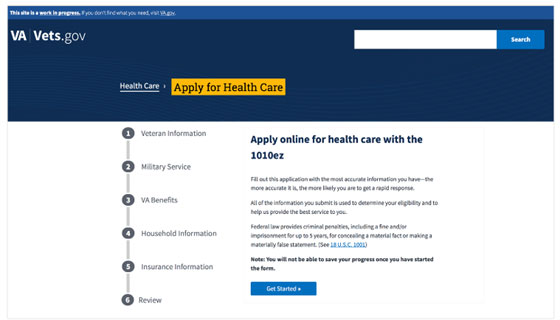 This site is a work in progress. If you don't find what you need, visit VA.gov.
VA Vets.gov
Search
Health Care › Apply for Health Care
1 Veteran Information
2 Military Service
3 VA Benefits
4 Household Information
5 Insurance Information
6 Review
Apply online for health care with the
1010ez
Fill out this application with the most accurate information you have—the
more accurate it is, the more likely you are to get a rapid response.
All of the information you submit is used to determine your eligibility and to
help us provide the best service to you.
Federal law provides criminal penalties, including a fine and/or
imprisonment for up to 5 years, for concealing a material fact or making a
materially false statement. (See 18 U.S.C. 1001)
Note: You will not be able to save your progress once you have started
the form.
Get Started »